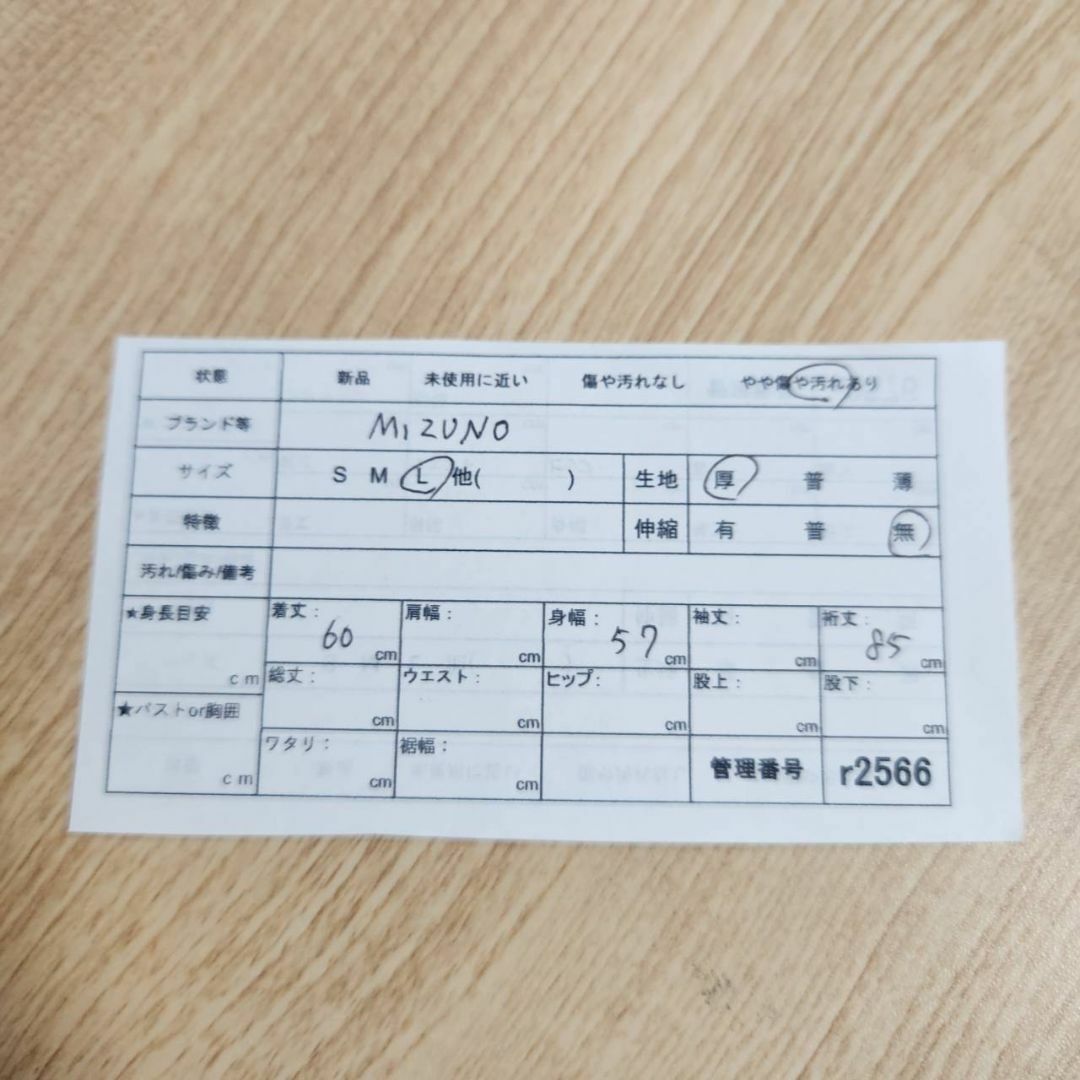 状態 新品 未使用に近い 傷や汚れなし やや傷や汚れあり
ブランド等 MIZUNO
サイズ S M L 他( ) 生地 厚 普 薄
特徴 伸縮 有 普 無
汚れ/傷み/備考
★身長目安 cm 着丈: 60 cm 肩幅: cm 身幅: 57 cm 袖丈: cm 裄丈: 85 cm
総丈: cm ウエスト: cm ヒップ: cm 股上: cm 股下: cm
★バストor胸囲 cm ワタリ: cm 裾幅: cm 管理番号 r2566